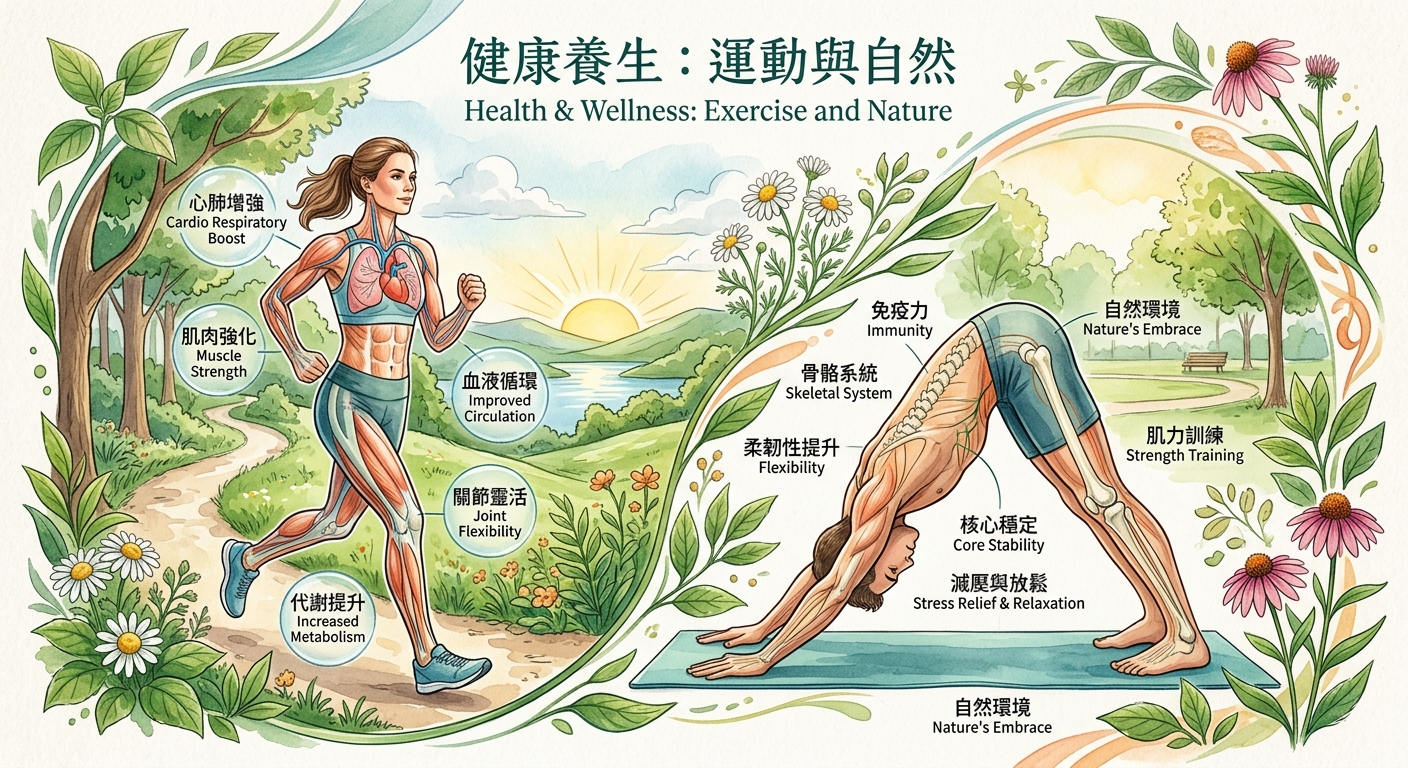 健康養生：運動與自然
Health & Wellness: Exercise and Nature
心肺增強
Cardio Respiratory
Boost
肌肉強化
Muscle
Strength
血液循環
Improved
Circulation
關節靈活
Joint
Flexibility
代謝提升
Increased
Metabolism
免疫力
Immunity
自然環境
Nature's Embrace
骨骼系統
Skeletal System
柔韌性提升
Flexibility
肌力訓練
Strength Training
核心穩定
Core Stability
減壓與放鬆
Stress Relief & Relaxation
自然環境
Nature's Embrace